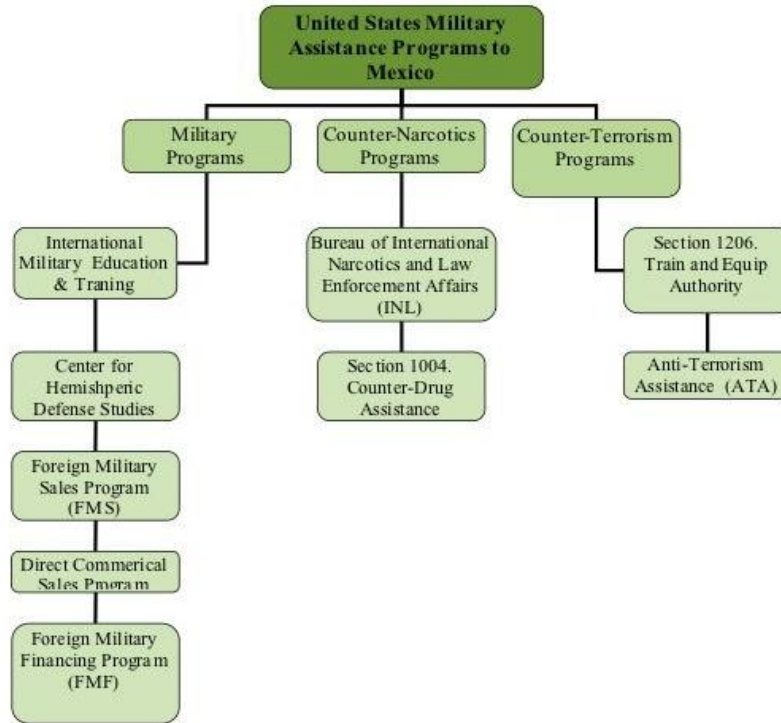 United States Military
Assistance Programs to
Mexico
Military
Programs
Counter-Narcotics
Programs
Counter-Terrorism
Programs
International
Military Education
& Traning
Bureau of International
Narcotics and Law
Enforcement Affairs
(INL)
Section 1206.
Train and Equip
Authority
Center for
Hemishperic
Defense Studies
Section 1004.
Counter-Drug
Assistance
Anti-Terrorism
Assistance (ATA)
Foreign Military
Sales Program
(FMS)
Direct Commerical
Sales Program
Foreign Military
Financing Program
(FMF)